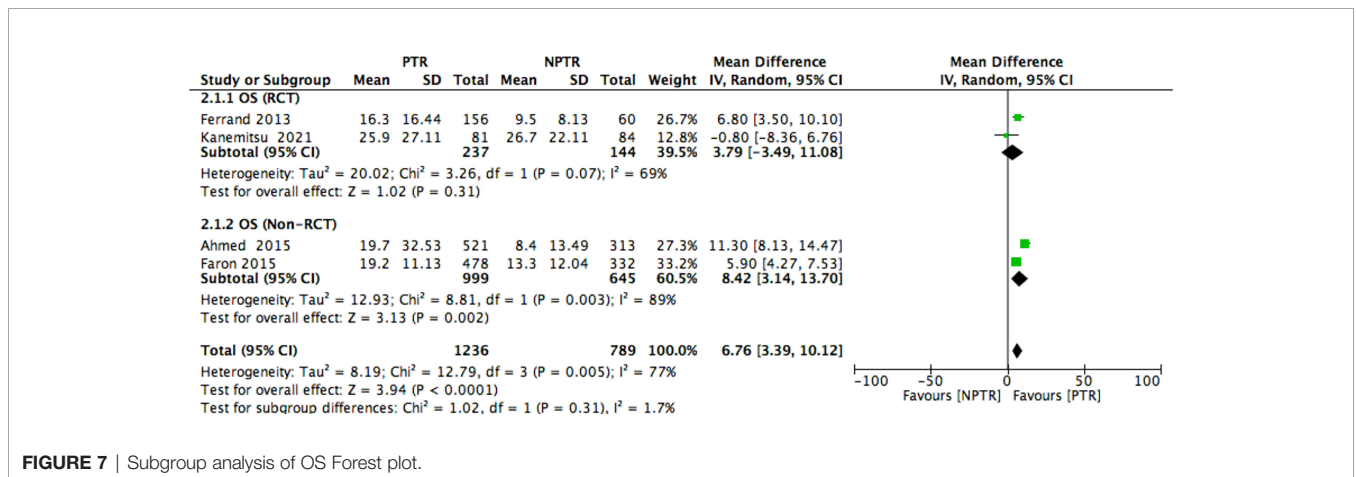 PTR NPTR Mean Difference Mean Difference
Study or Subgroup Mean SD Total Mean SD Total Weight IV, Random, 95% CI IV, Random, 95% CI
2.1.1 OS (RCT)
Ferrand 2013 16.3 16.44 156 9.5 8.13 60 26.7% 6.80 [3.50, 10.10]
Kanemitsu 2021 25.9 27.11 81 26.7 22.11 84 12.8% −0.80 [−8.36, 6.76]
Subtotal (95% CI) 237 144 39.5% 3.79 [−3.49, 11.08]
Heterogeneity: Tau² = 20.02; Chi² = 3.26, df = 1 (P = 0.07); I² = 69%
Test for overall effect: Z = 1.02 (P = 0.31)
2.1.2 OS (Non−RCT)
Ahmed 2015 19.7 32.53 521 8.4 13.49 313 27.3% 11.30 [8.13, 14.47]
Faron 2015 19.2 11.13 478 13.3 12.04 332 33.2% 5.90 [4.27, 7.53]
Subtotal (95% CI) 999 645 60.5% 8.42 [3.14, 13.70]
Heterogeneity: Tau² = 12.93; Chi² = 8.81, df = 1 (P = 0.003); I² = 89%
Test for overall effect: Z = 3.13 (P = 0.002)
Total (95% CI) 1236 789 100.0% 6.76 [3.39, 10.12]
Heterogeneity: Tau² = 8.19; Chi² = 12.79, df = 3 (P = 0.005); I² = 77%
Test for overall effect: Z = 3.94 (P < 0.0001)
Test for subgroup differences: Chi² = 1.02, df = 1 (P = 0.31), I² = 1.7%
−100 −50 0 50 100
Favours [NPTR] Favours [PTR]
FIGURE 7 | Subgroup analysis of OS Forest plot.